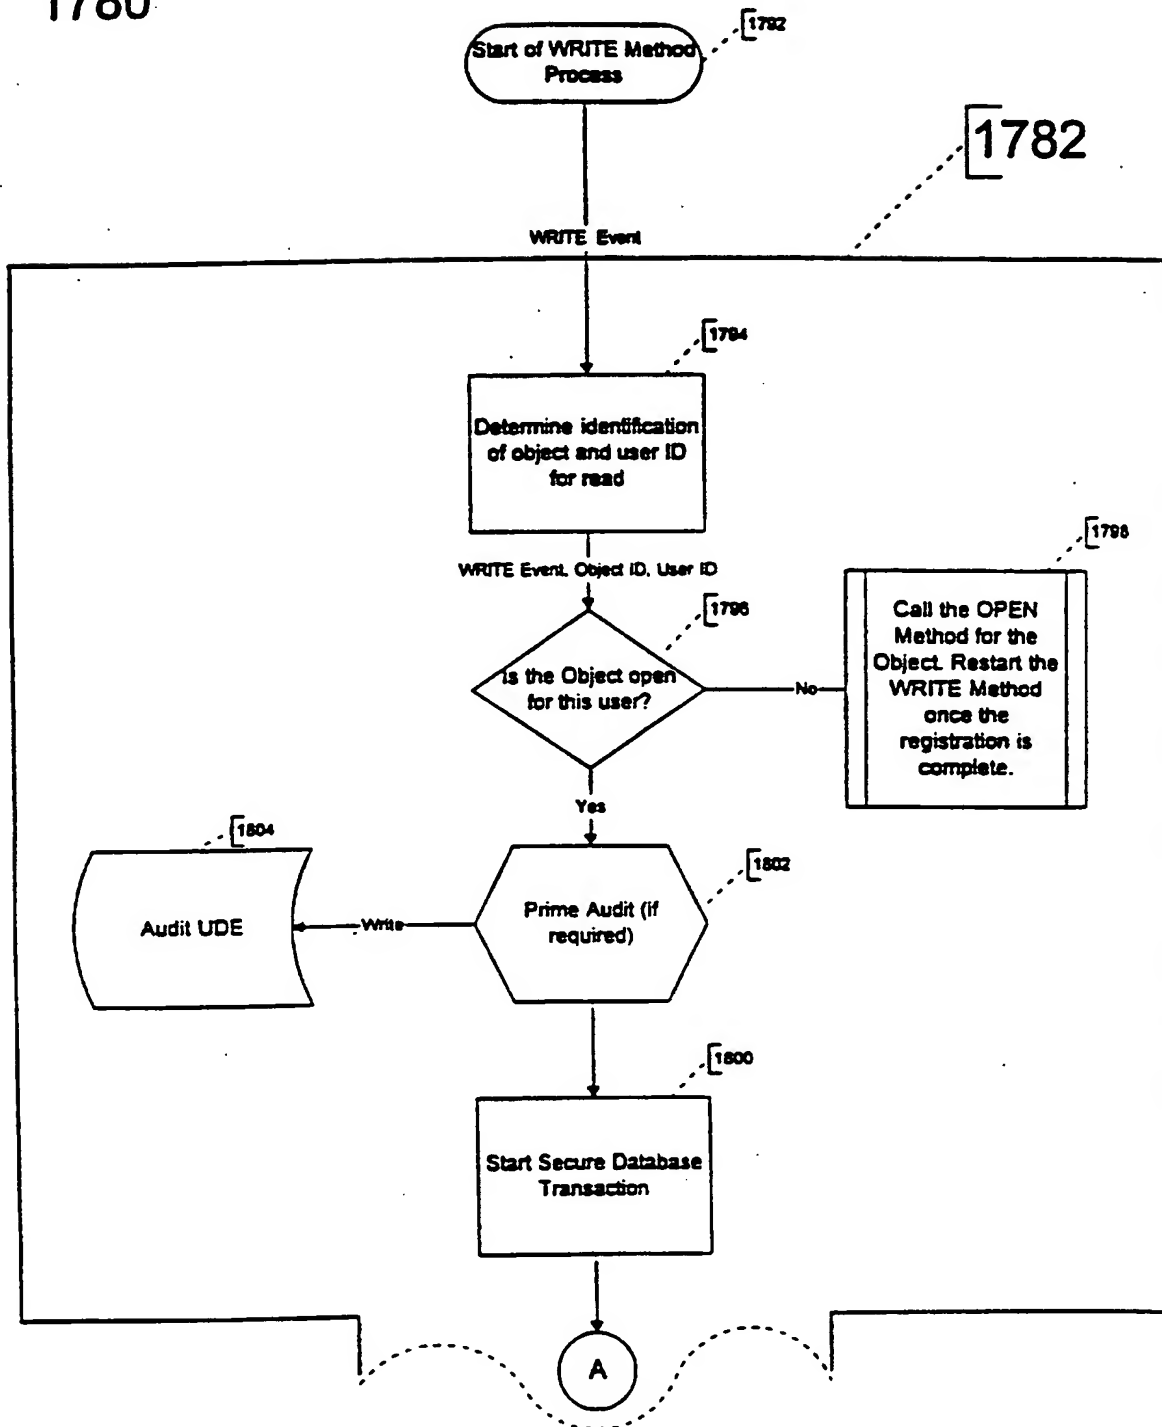 1780
1792
Start of WRITE Method
Process
1782
WRITE Event
1794
Determine identification
of object and user ID
for read
WRITE Event, Object ID, User ID
1798
1796
Call the OPEN
Method for the
Object. Restart the
WRITE Method
once the
registration is
complete.
Is the Object open
for this user?
No
Yes
1804
1802
Audit UDE
Write
Prime Audit (if
required)
1800
Start Secure Database
Transaction
A